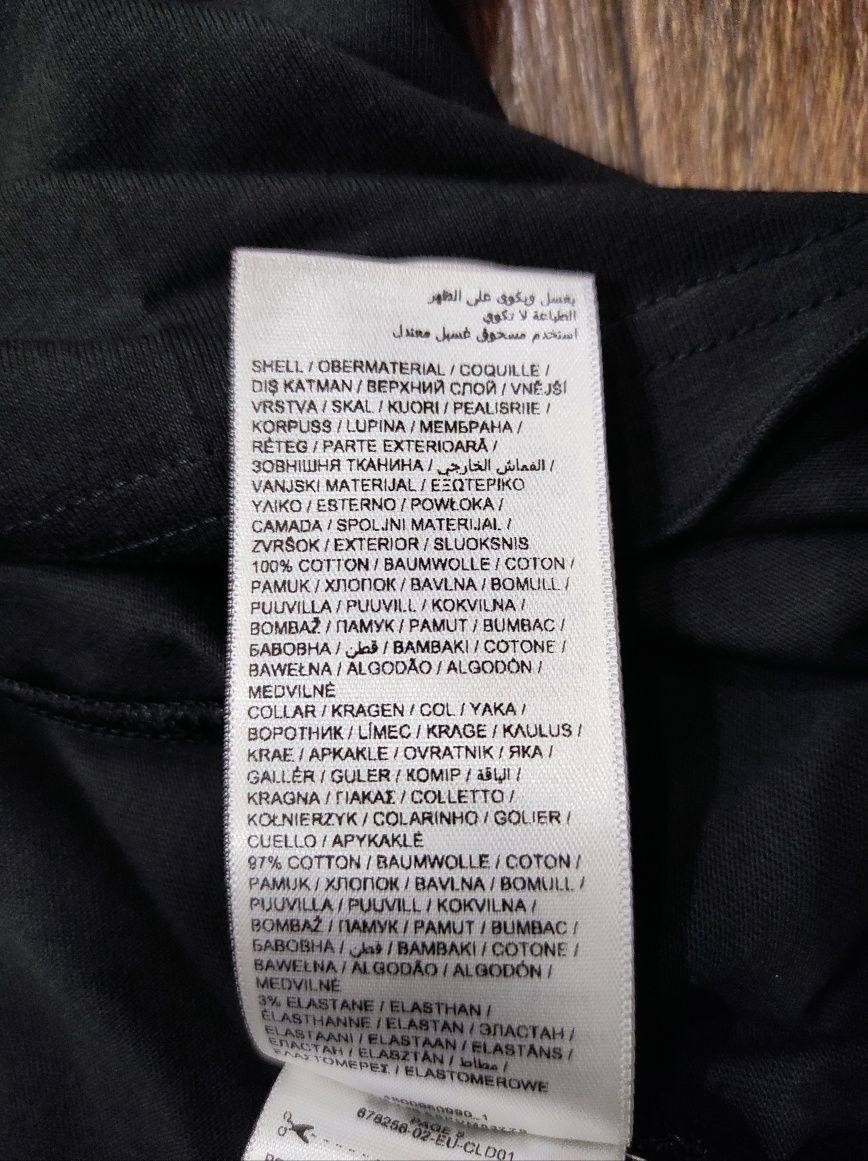 يغسل ويكوى على الظهر
الطباعة لا تكوي
استخدم مسحوق غسيل معتدل
SHELL / OBERMATERIAL / COQUILLE /
DIŞ KATMAN / ВЕРХНИЙ СЛОЙ / VNĚJŠÍ
VRSTVA / SKAL / KUORI / PEALISRIIE /
KORPUSS / LUPINA / МЕМБРАНА /
RÉTEG / PARTE EXTERIOARĂ /
ЗОВНІШНЯ ТКАНИНА / القماش الخارجي /
VANJSKI MATERIJAL / ΕΞΩΤΕΡΙΚΟ
ΥΛΙΚΟ / ESTERNO / POWŁOKA /
CAMADA / SPOLJNI MATERIJAL /
ZVRŠOK / EXTERIOR / SLUOKSNIS
100% COTTON / BAUMWOLLE / COTON /
PAMUK / ХЛОПОК / BAVLNA / BOMULL /
PUUVILLA / PUUVILL / KOKVILNA /
BOMBAŽ / ПАМУК / PAMUT / BUMBAC /
БАВОВНА / قطن / BAMBAKI / COTONE /
BAWEŁNA / ALGODÃO / ALGODÓN /
MEDVILNĖ
COLLAR / KRAGEN / COL / YAKA /
ВОРОТНИК / LÍMEC / KRAGE / KAULUS /
KRAE / APKAKLE / OVRATNIK / ЯКА /
GALLÉR / GULER / КОМІР / الياقة /
KRAGNA / ΓΙΑΚΑΣ / COLLETTO /
KOŁNIERZYK / COLARINHO / GOLIER /
CUELLO / APYKAKLĖ
97% COTTON / BAUMWOLLE / COTON /
PAMUK / ХЛОПОК / BAVLNA / BOMULL /
PUUVILLA / PUUVILL / KOKVILNA /
BOMBAŽ / ПАМУК / PAMUT / BUMBAC /
БАВОВНА / قطن / BAMBAKI / COTONE /
BAWEŁNA / ALGODÃO / ALGODÓN /
MEDVILNĖ
3% ELASTANE / ELASTHAN /
ÉLASTHANNE / ELASTAN / ЭЛАСТАН /
ELASTAANI / ELASTAAN / ELASTĀNS /
ЕЛАСТАН / ELASZTÁN / مطاط /
ΕΛΑΣΤΟΜΕΡΕΣ / ELASTOMEROWE
PAGE
678256-02-EU-CLD01